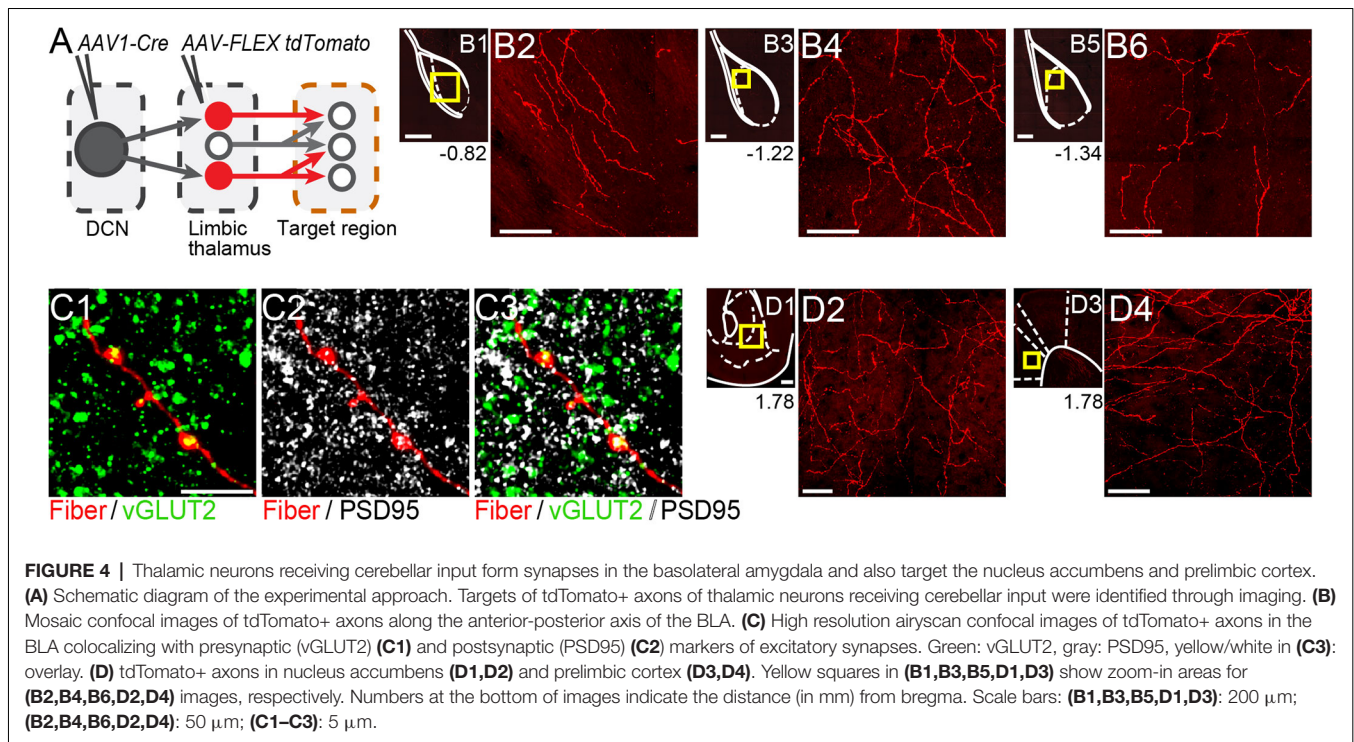 A AAV1-Cre AAV-FLEX tdTomato
DCN
Limbic
thalamus
Target region
B1
-0.82
B2
B3
-1.22
B4
B5
-1.34
B6
C1
Fiber / vGLUT2
C2
Fiber / PSD95
C3
Fiber / vGLUT2 / PSD95
D1
1.78
D2
D3
1.78
D4
FIGURE 4 | Thalamic neurons receiving cerebellar input form synapses in the basolateral amygdala and also target the nucleus accumbens and prelimbic cortex.
(A) Schematic diagram of the experimental approach. Targets of tdTomato+ axons of thalamic neurons receiving cerebellar input were identified through imaging. (B)
Mosaic confocal images of tdTomato+ axons along the anterior-posterior axis of the BLA. (C) High resolution airyscan confocal images of tdTomato+ axons in the
BLA colocalizing with presynaptic (vGLUT2) (C1) and postsynaptic (PSD95) (C2) markers of excitatory synapses. Green: vGLUT2, gray: PSD95, yellow/white in (C3):
overlay. (D) tdTomato+ axons in nucleus accumbens (D1,D2) and prelimbic cortex (D3,D4). Yellow squares in (B1,B3,B5,D1,D3) show zoom-in areas for
(B2,B4,B6,D2,D4) images, respectively. Numbers at the bottom of images indicate the distance (in mm) from bregma. Scale bars: (B1,B3,B5,D1,D3): 200 μm;
(B2,B4,B6,D2,D4): 50 μm; (C1–C3): 5 μm.